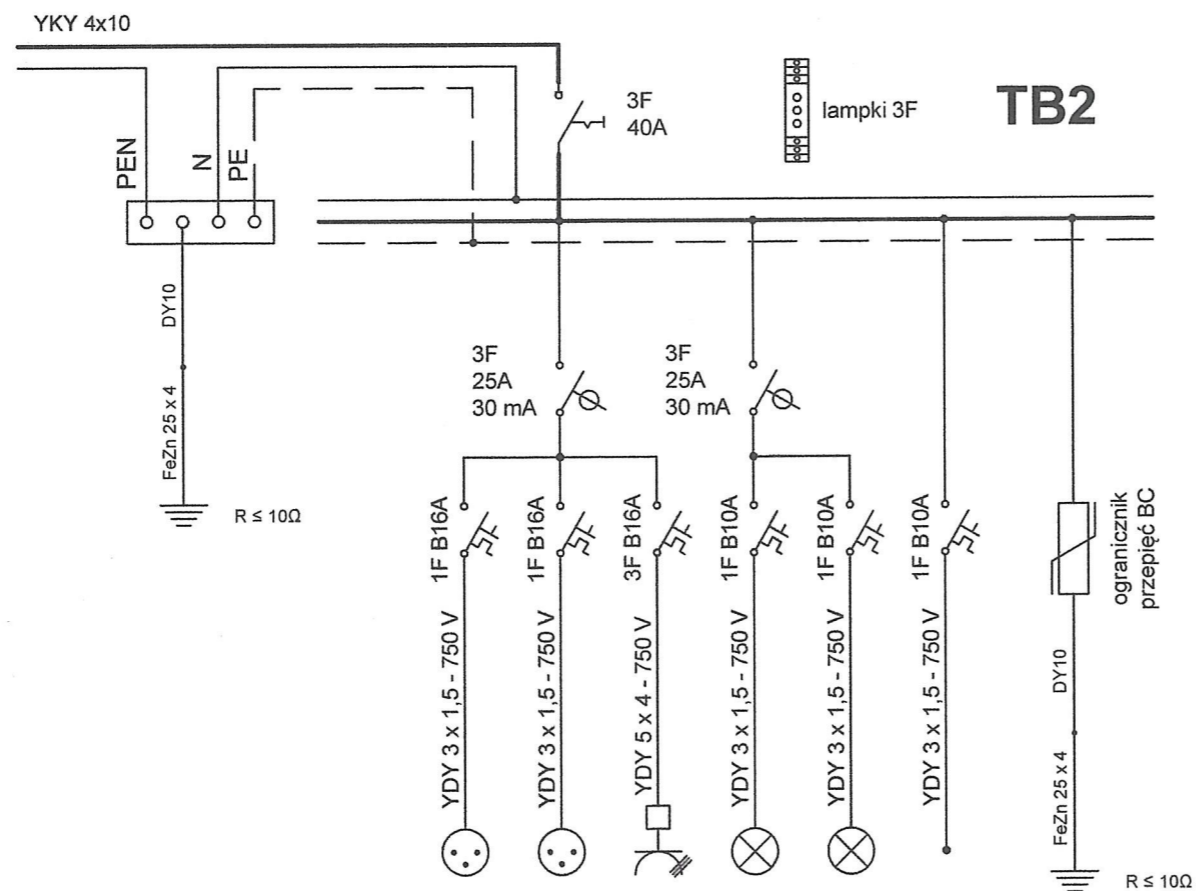 YKY 4x10
3F
40A
lampki 3F
TB2
PEN
N
PE
DY10
FeZn 25 x 4
R ≤ 10Ω
3F
25A
30 mA
3F
25A
30 mA
1F B16A
1F B16A
3F B16A
1F B10A
1F B10A
1F B10A
ogranicznik
przepięć BC
YDY 3 x 1,5 - 750 V
YDY 3 x 1,5 - 750 V
YDY 5 x 4 - 750 V
YDY 3 x 1,5 - 750 V
YDY 3 x 1,5 - 750 V
YDY 3 x 1,5 - 750 V
DY10
FeZn 25 x 4
R ≤ 10Ω